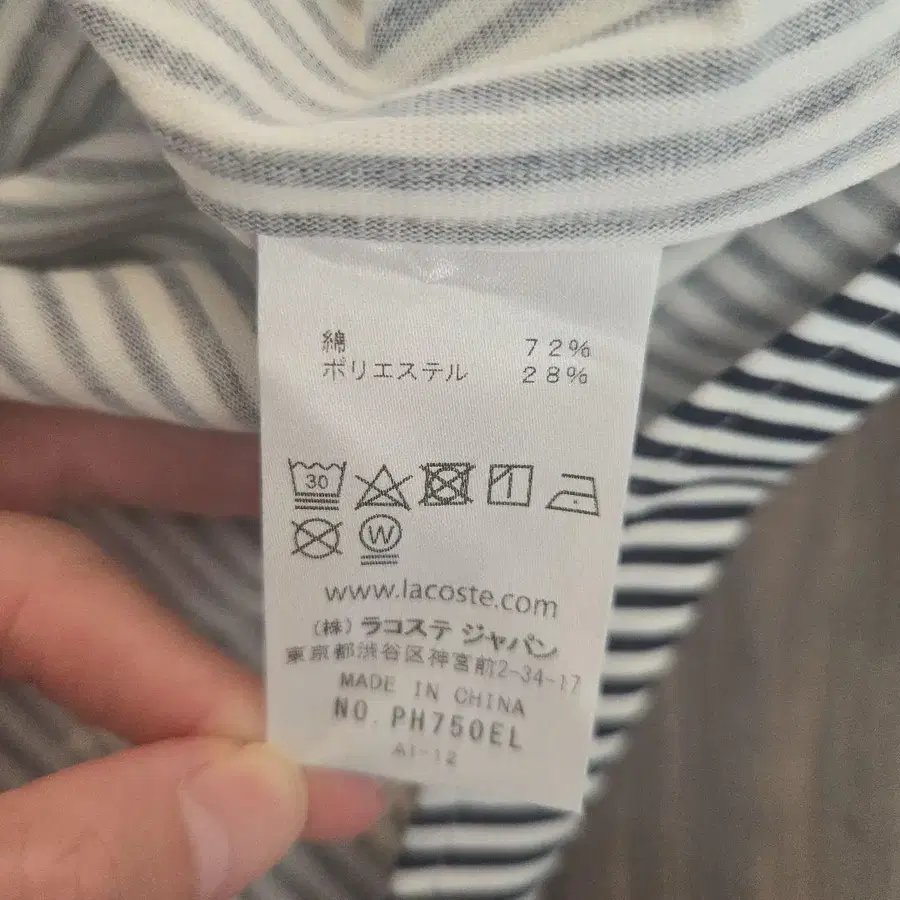 綿 72%
ポリエステル 28%
30
W
www.lacoste.com
(株) ラコステ ジャパン
東京都渋谷区神宮前2-34-17
MADE IN CHINA
NO. PH750EL
AI-12